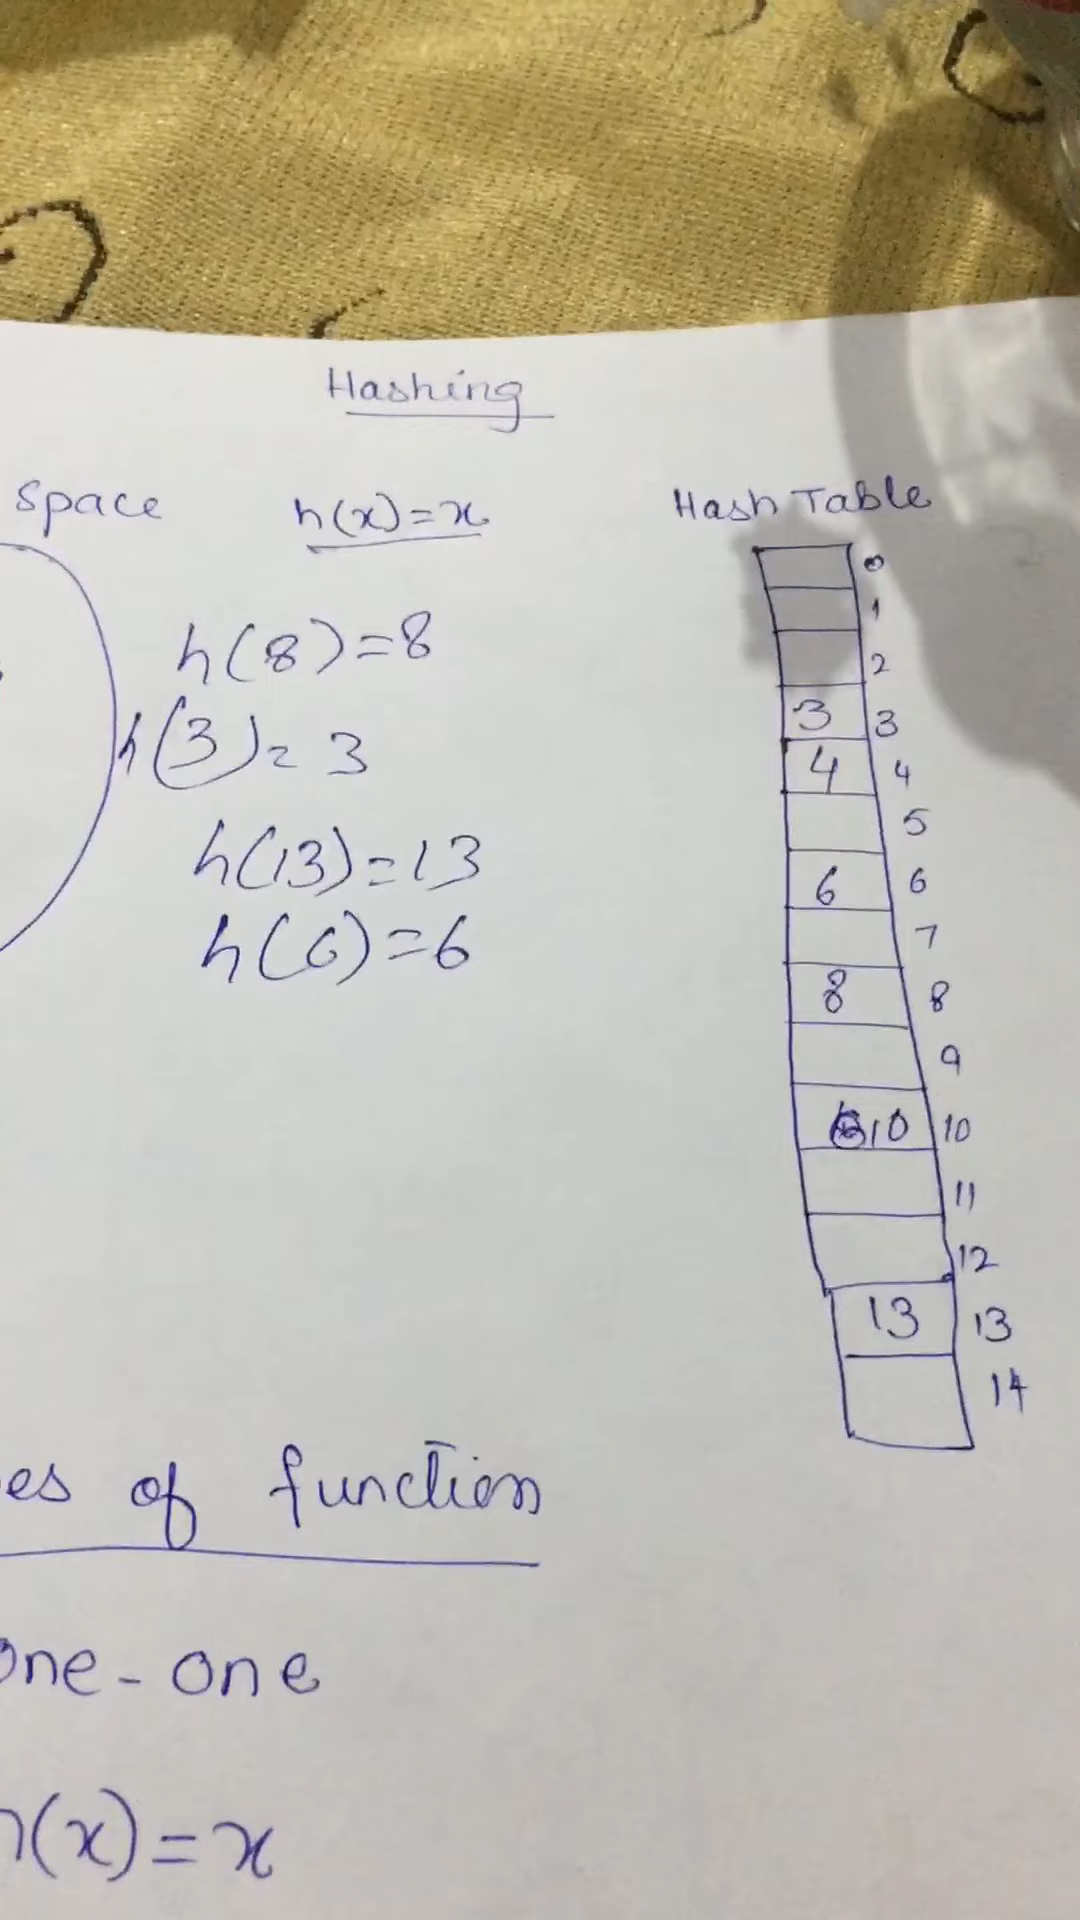 Hashing
space
h(x)=x
h(8)=8
h(3)=3
h(13)=13
h(6)=6
Hash Table
0
1
2
3 3
4 4
5
6 6
7
8 8
9
10 10
11
12
13 13
14
es of function
one-one
h(x)=x